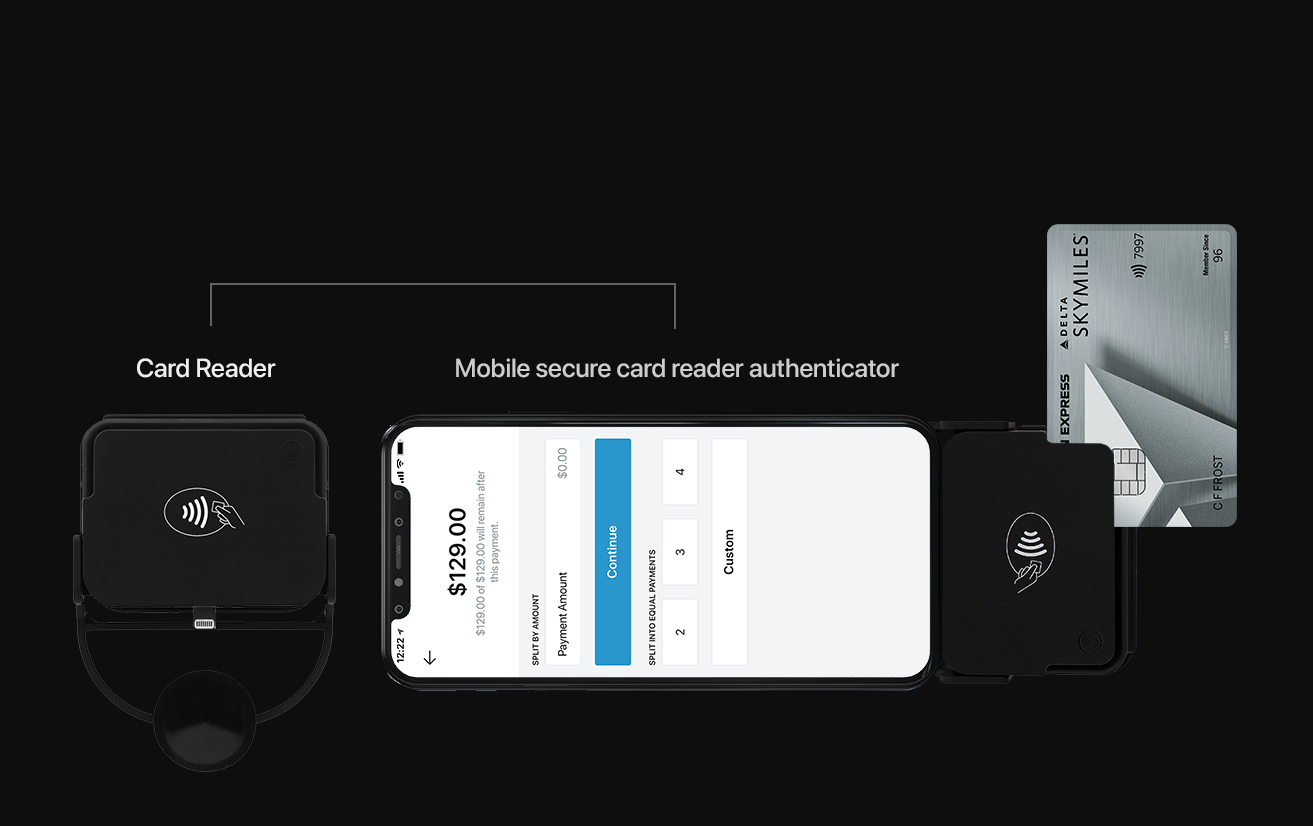 Card Reader
Mobile secure card reader authenticator
12:22
$129.00
$129.00 of $129.00 will remain after
this payment.
SPLIT BY AMOUNT
Payment Amount $0.00
Continue
SPLIT INTO EQUAL PAYMENTS
2 3 4
Custom
EXPRESS
DELTA
SKYMILES
7997
Member Since
96
C F FROST